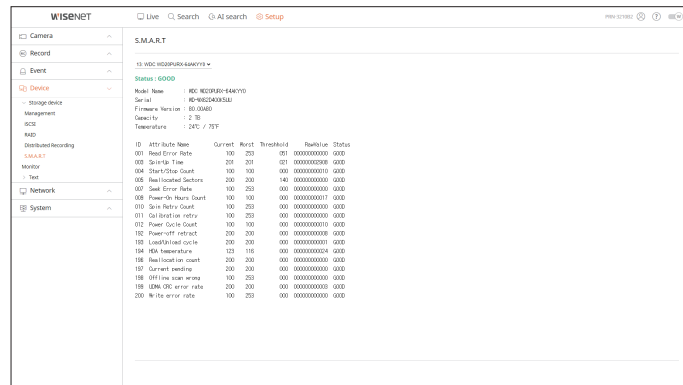 WISENET
Live Search AI search Setup
PRN-3210B2
Camera
Record
Event
Device
Storage device
Management
iSCSI
RAID
Distributed Recording
S.M.A.R.T
Monitor
Text
Network
System
S.M.A.R.T
13: WDC WD20PURX-64AKYY0
Status : GOOD
Model Name : WDC WD20PURX-64AKYY0
Serial : WD-WX62D400K5UU
Firmware Version : 80.00A80
Capacity : 2 TB
Temperature : 24℃ / 75℉
ID Attribute Name Current Worst Threshhold RawValue Status
001 Read Error Rate 100 253 051 000000000000 GOOD
003 Spin-Up Time 201 201 021 000000002908 GOOD
004 Start/Stop Count 100 100 000 000000000010 GOOD
005 Reallocated Sectors 200 200 140 000000000000 GOOD
007 Seek Error Rate 100 253 000 000000000000 GOOD
009 Power-On Hours Count 100 100 000 000000000017 GOOD
010 Spin Retry Count 100 253 000 000000000000 GOOD
011 Calibration retry 100 253 000 000000000000 GOOD
012 Power Cycle Count 100 100 000 000000000010 GOOD
192 Power-off retract 200 200 000 000000000008 GOOD
193 Load/Unload cycle 200 200 000 000000000001 GOOD
194 HDA temperature 123 116 000 000000000024 GOOD
196 Reallocation count 200 200 000 000000000000 GOOD
197 Current pending 200 200 000 000000000000 GOOD
198 Offline scan wrong 100 253 000 000000000000 GOOD
199 UDMA CRC error rate 200 200 000 000000000003 GOOD
200 Write error rate 100 253 000 000000000000 GOOD